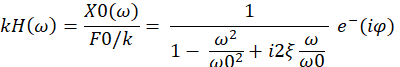 kH(ω) = X0(ω) / F0/k = 1 / 1 − ω² / ω0² + i2ξ ω / ω0 e⁻(iφ)